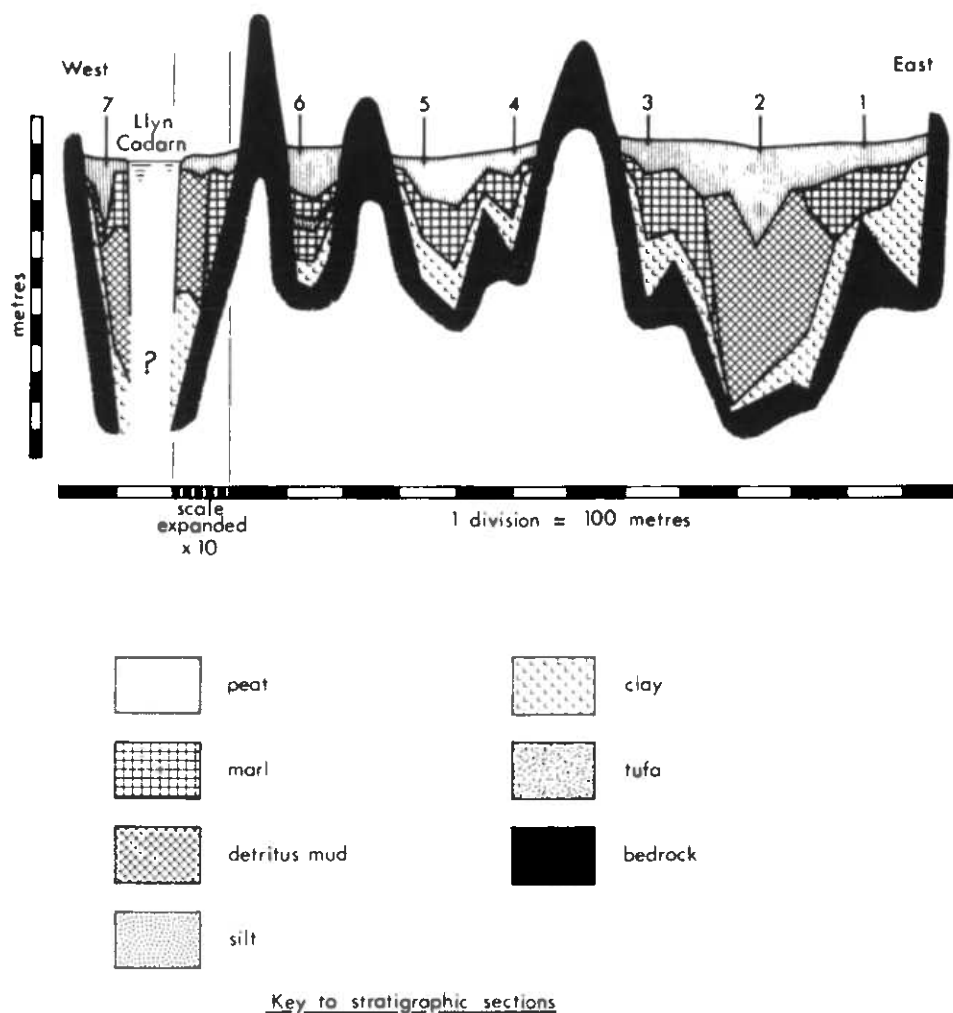 West
East
7
Llyn
Cadarn
6
5
4
3
2
1
metres
?
scale
expanded
x 10
1 division = 100 metres
peat
clay
marl
tufa
detritus mud
bedrock
silt
Key to stratigraphic sections